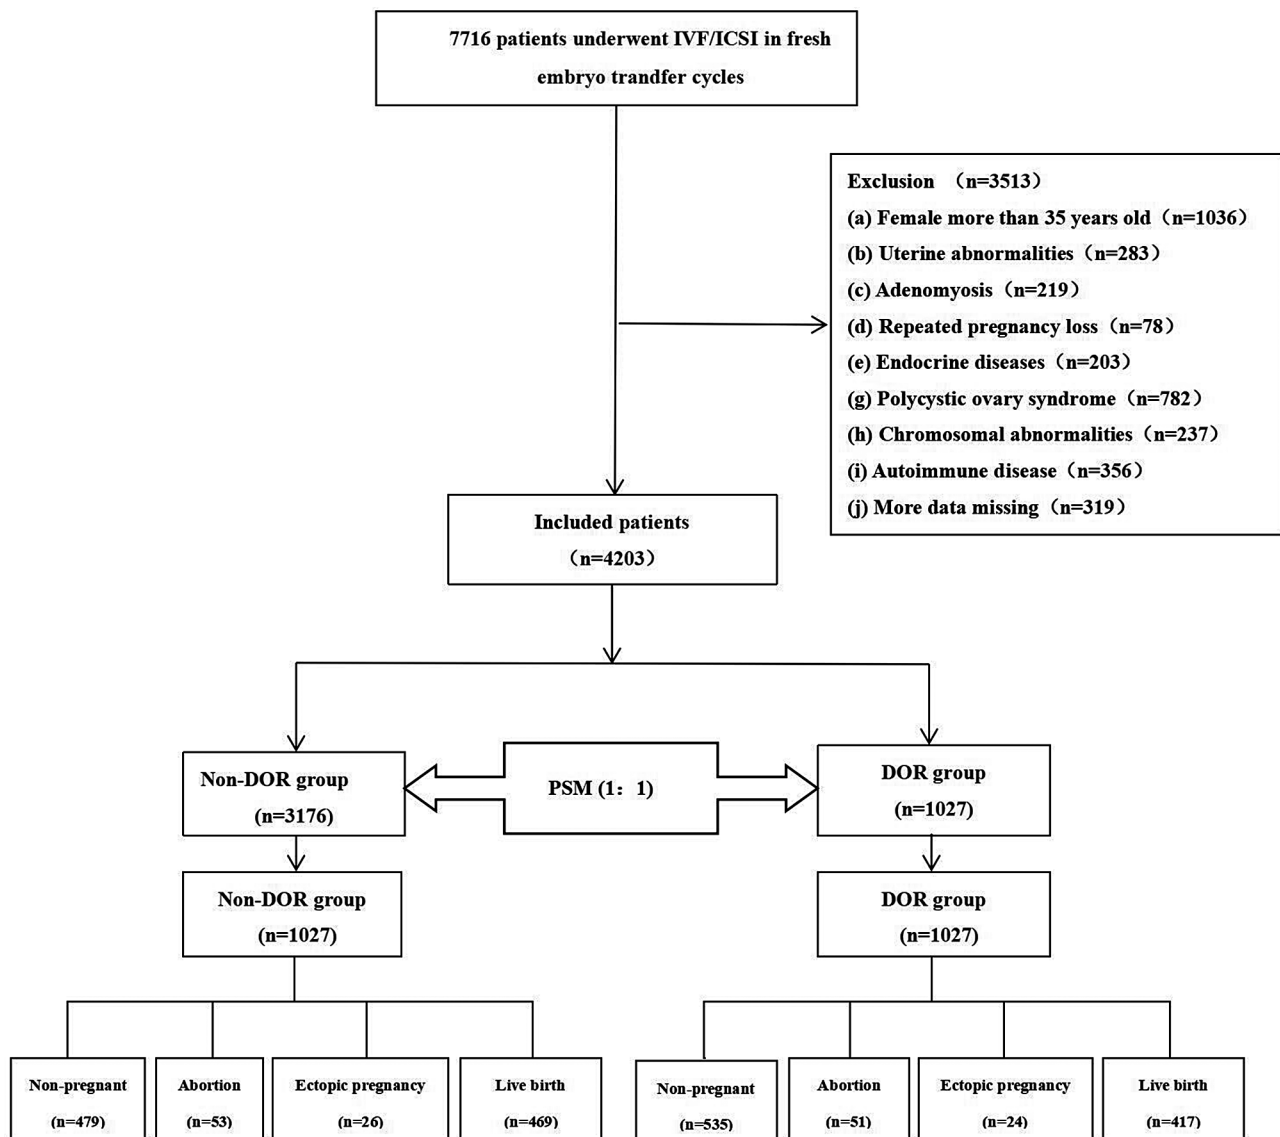 7716 patients underwent IVF/ICSI in fresh
embryo trandfer cycles
Exclusion （n=3513）
(a) Female more than 35 years old（n=1036）
(b) Uterine abnormalities（n=283）
(c) Adenomyosis（n=219）
(d) Repeated pregnancy loss（n=78）
(e) Endocrine diseases（n=203）
(g) Polycystic ovary syndrome（n=782）
(h) Chromosomal abnormalities（n=237）
(i) Autoimmune disease（n=356）
(j) More data missing（n=319）
Included patients
（n=4203）
Non-DOR group
(n=3176)
PSM (1：1)
DOR group
(n=1027)
Non-DOR group
(n=1027)
DOR group
(n=1027)
Non-pregnant
(n=479)
Abortion
(n=53)
Ectopic pregnancy
(n=26)
Live birth
(n=469)
Non-pregnant
(n=535)
Abortion
(n=51)
Ectopic pregnancy
(n=24)
Live birth
(n=417)